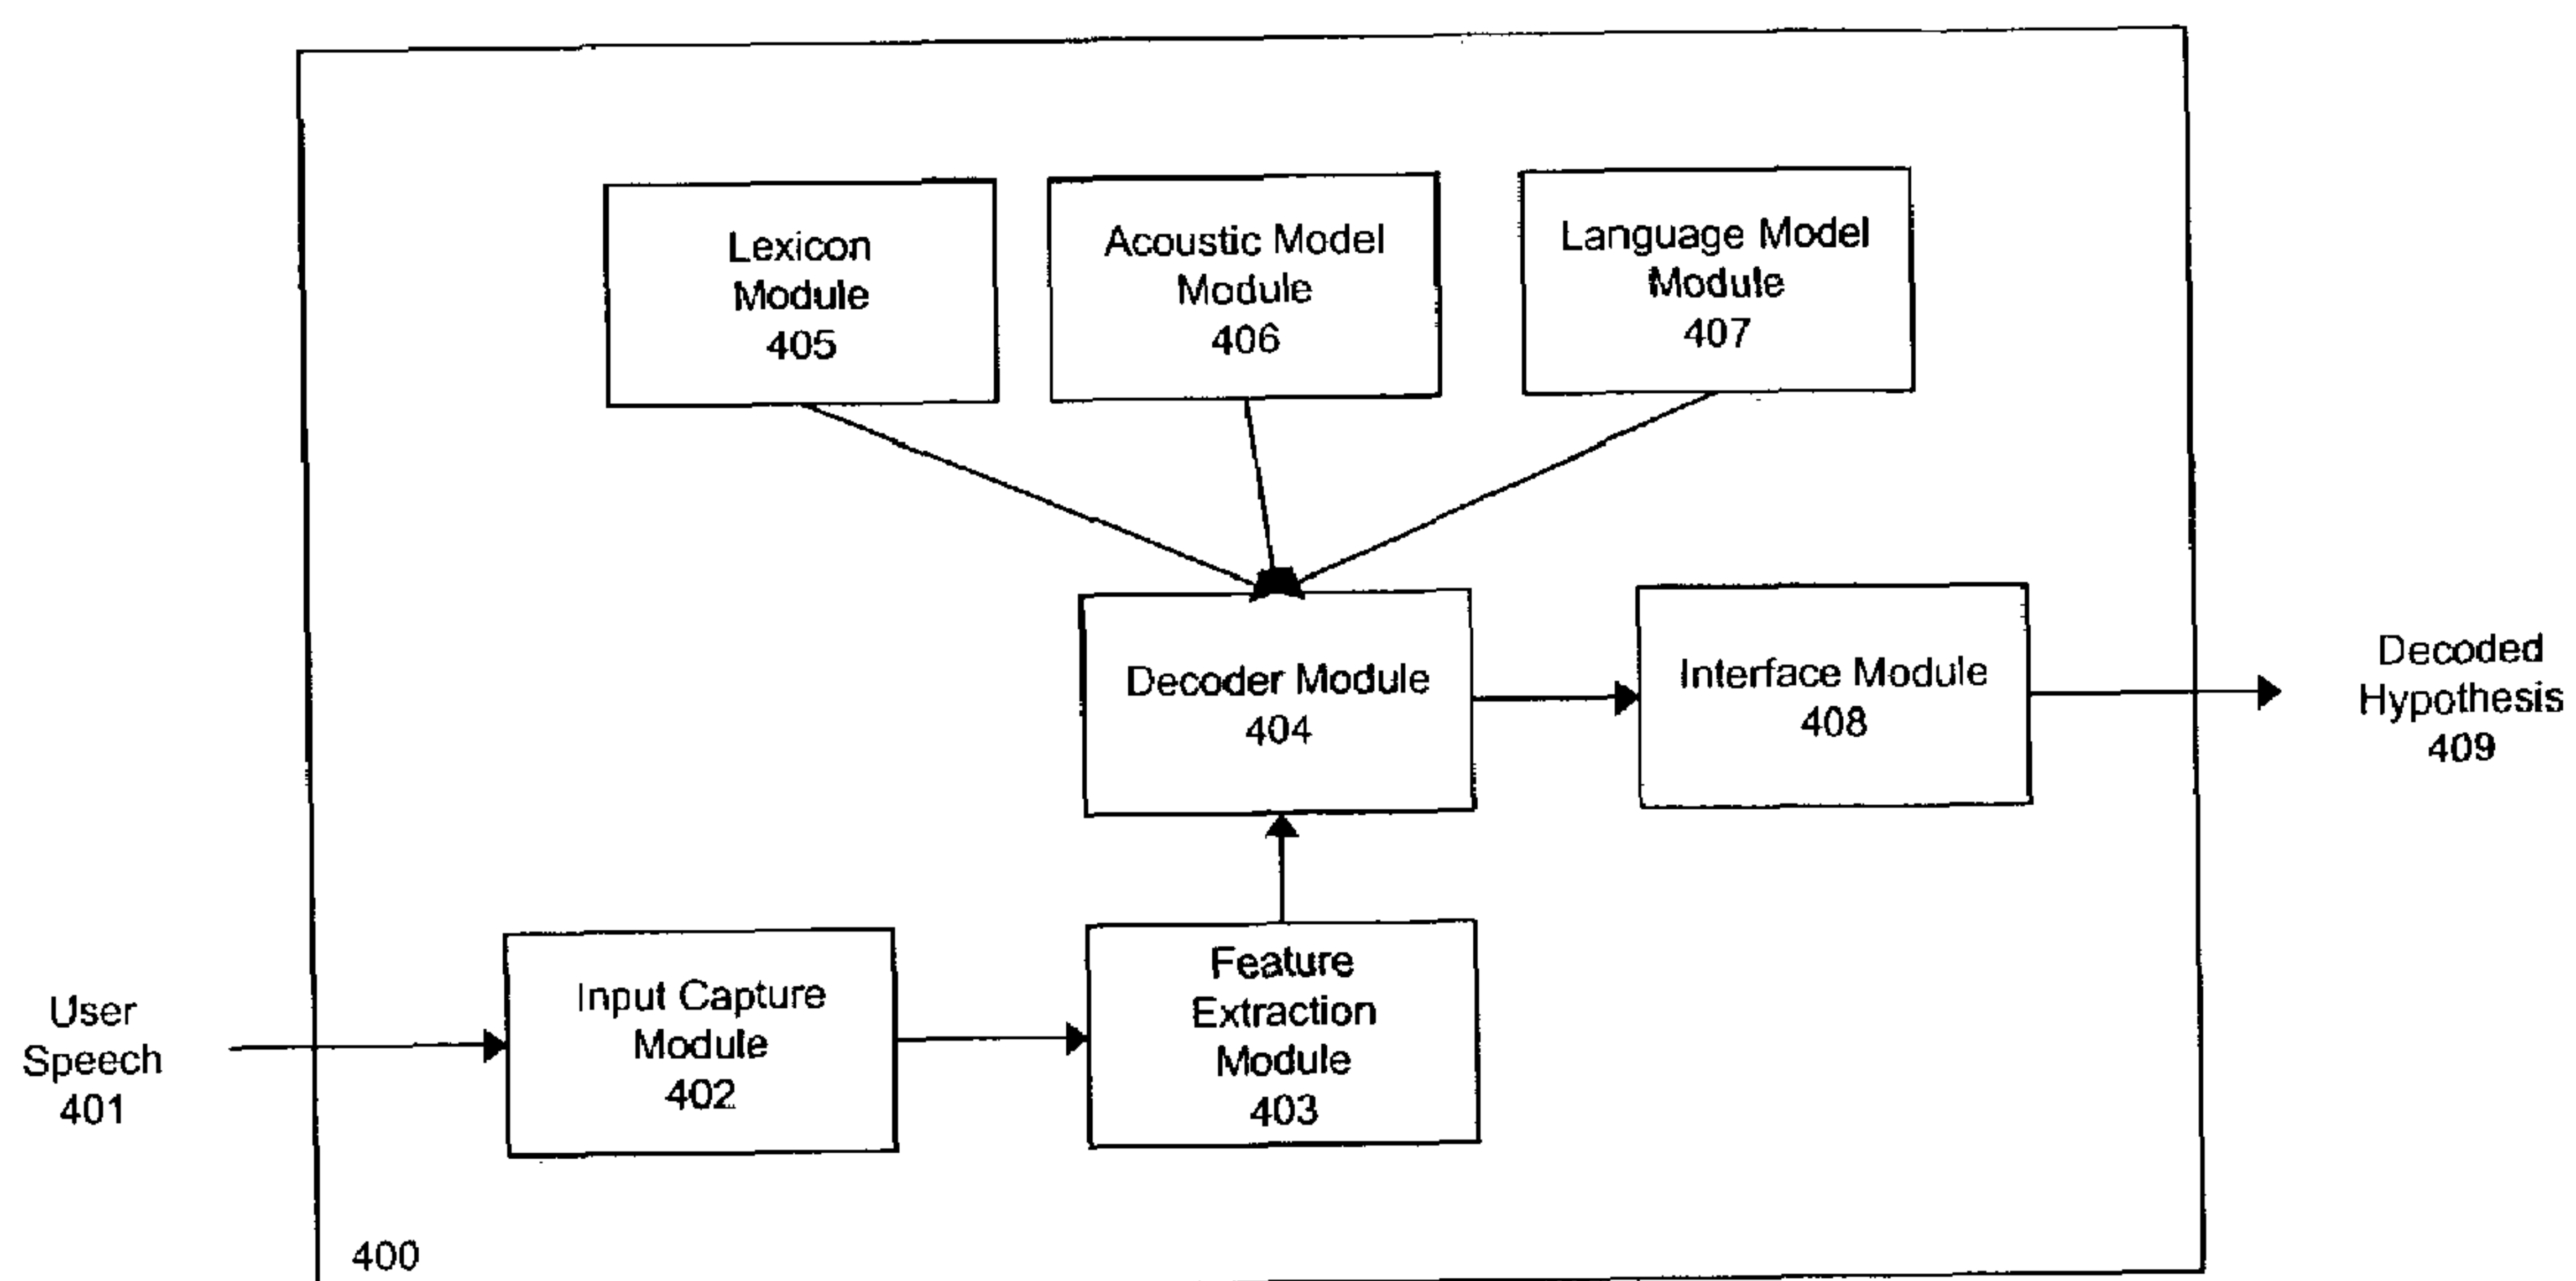 Lexicon
Module
405
Acoustic Model
Module
406
Language Model
Module
407
Decoder Module
404
Interface Module
408
Decoded
Hypothesis
409
User
Speech
401
Input Capture
Module
402
Feature
Extraction
Module
403
400